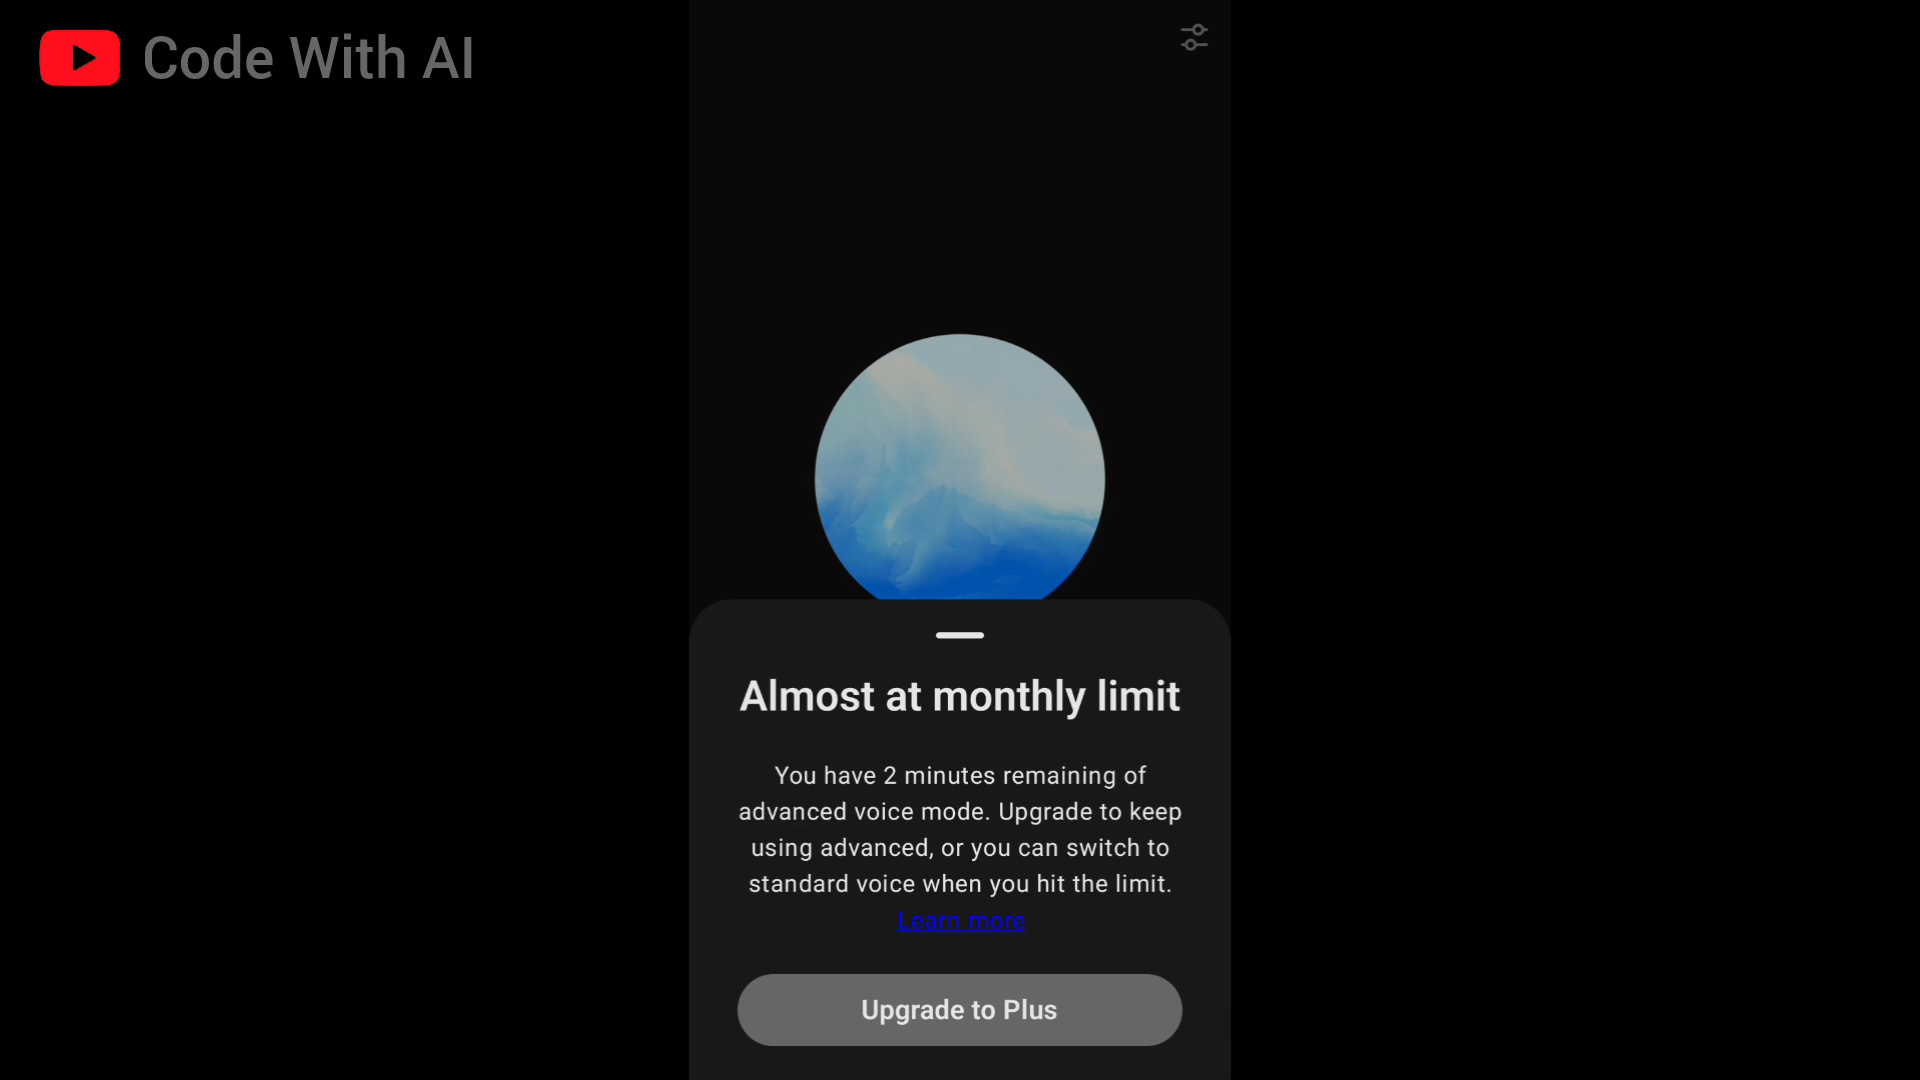 Code With AI
Almost at monthly limit
You have 2 minutes remaining of
advanced voice mode. Upgrade to keep
using advanced, or you can switch to
standard voice when you hit the limit.
Learn more
Upgrade to Plus